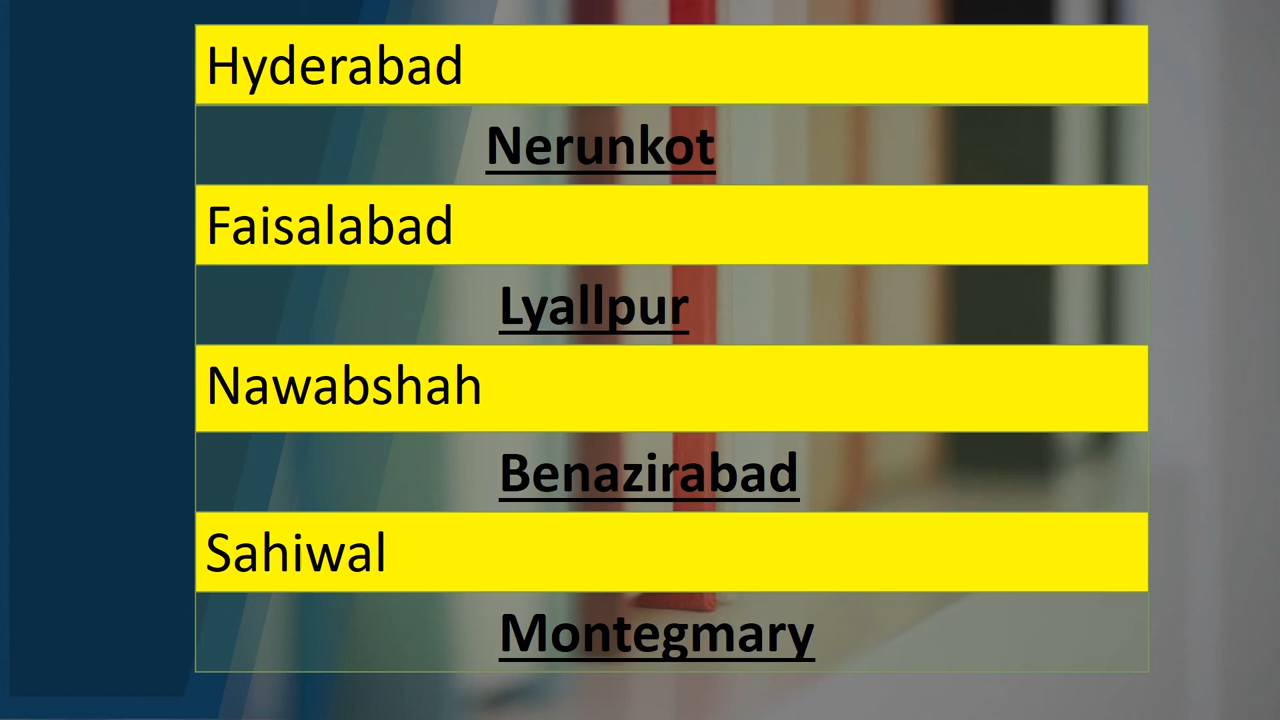 Hyderabad
Nerunkot
Faisalabad
Lyallpur
Nawabshah
Benazirabad
Sahiwal
Montegmary